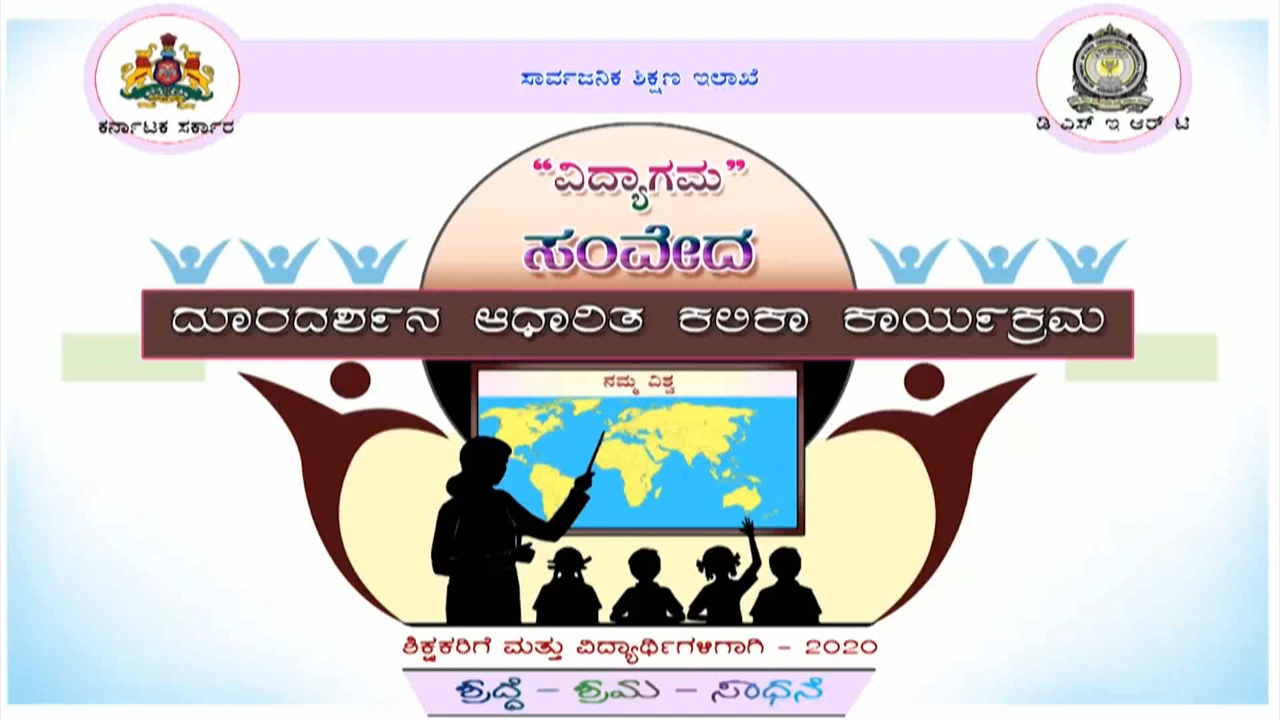 ಸಾರ್ವಜನಿಕ ಶಿಕ್ಷಣ ಇಲಾಖೆ
ಕರ್ನಾಟಕ ಸರ್ಕಾರ
ಡಿ ಎಸ್ ಇ ಆರ್ ಟಿ
“ವಿದ್ಯಾಗಮ”
ಸಂವೇದ
ದೂರದರ್ಶನ ಆಧಾರಿತ ಕಲಿಕಾ ಕಾರ್ಯಕ್ರಮ
ನಮ್ಮ ವಿಶ್ವ
ಶಿಕ್ಷಕರಿಗೆ ಮತ್ತು ವಿದ್ಯಾರ್ಥಿಗಳಿಗಾಗಿ - 2020
ಶ್ರದ್ಧೆ - ಶ್ರಮ - ಸಾಧನೆ